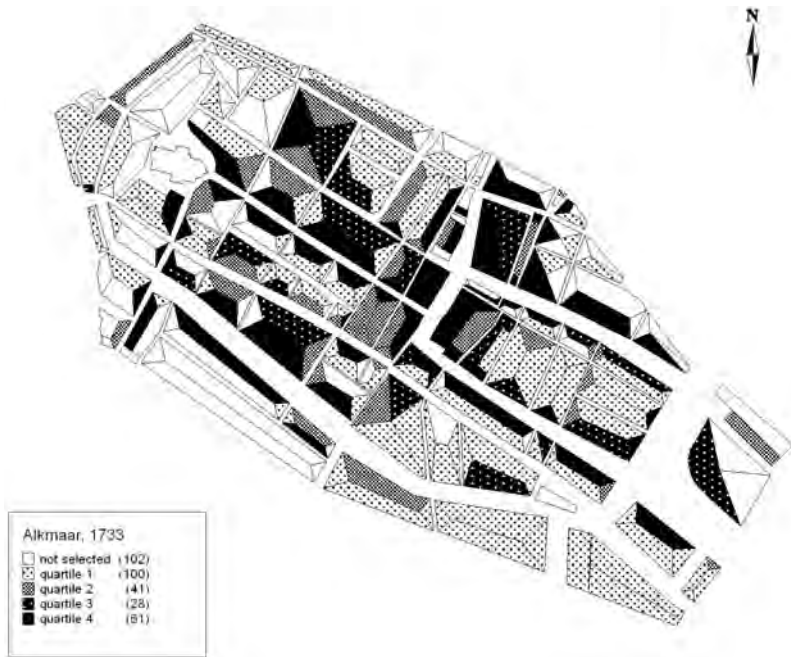 N
Alkmaar, 1733
not selected (102)
quartile 1 (100)
quartile 2 (41)
quartile 3 (28)
quartile 4 (61)